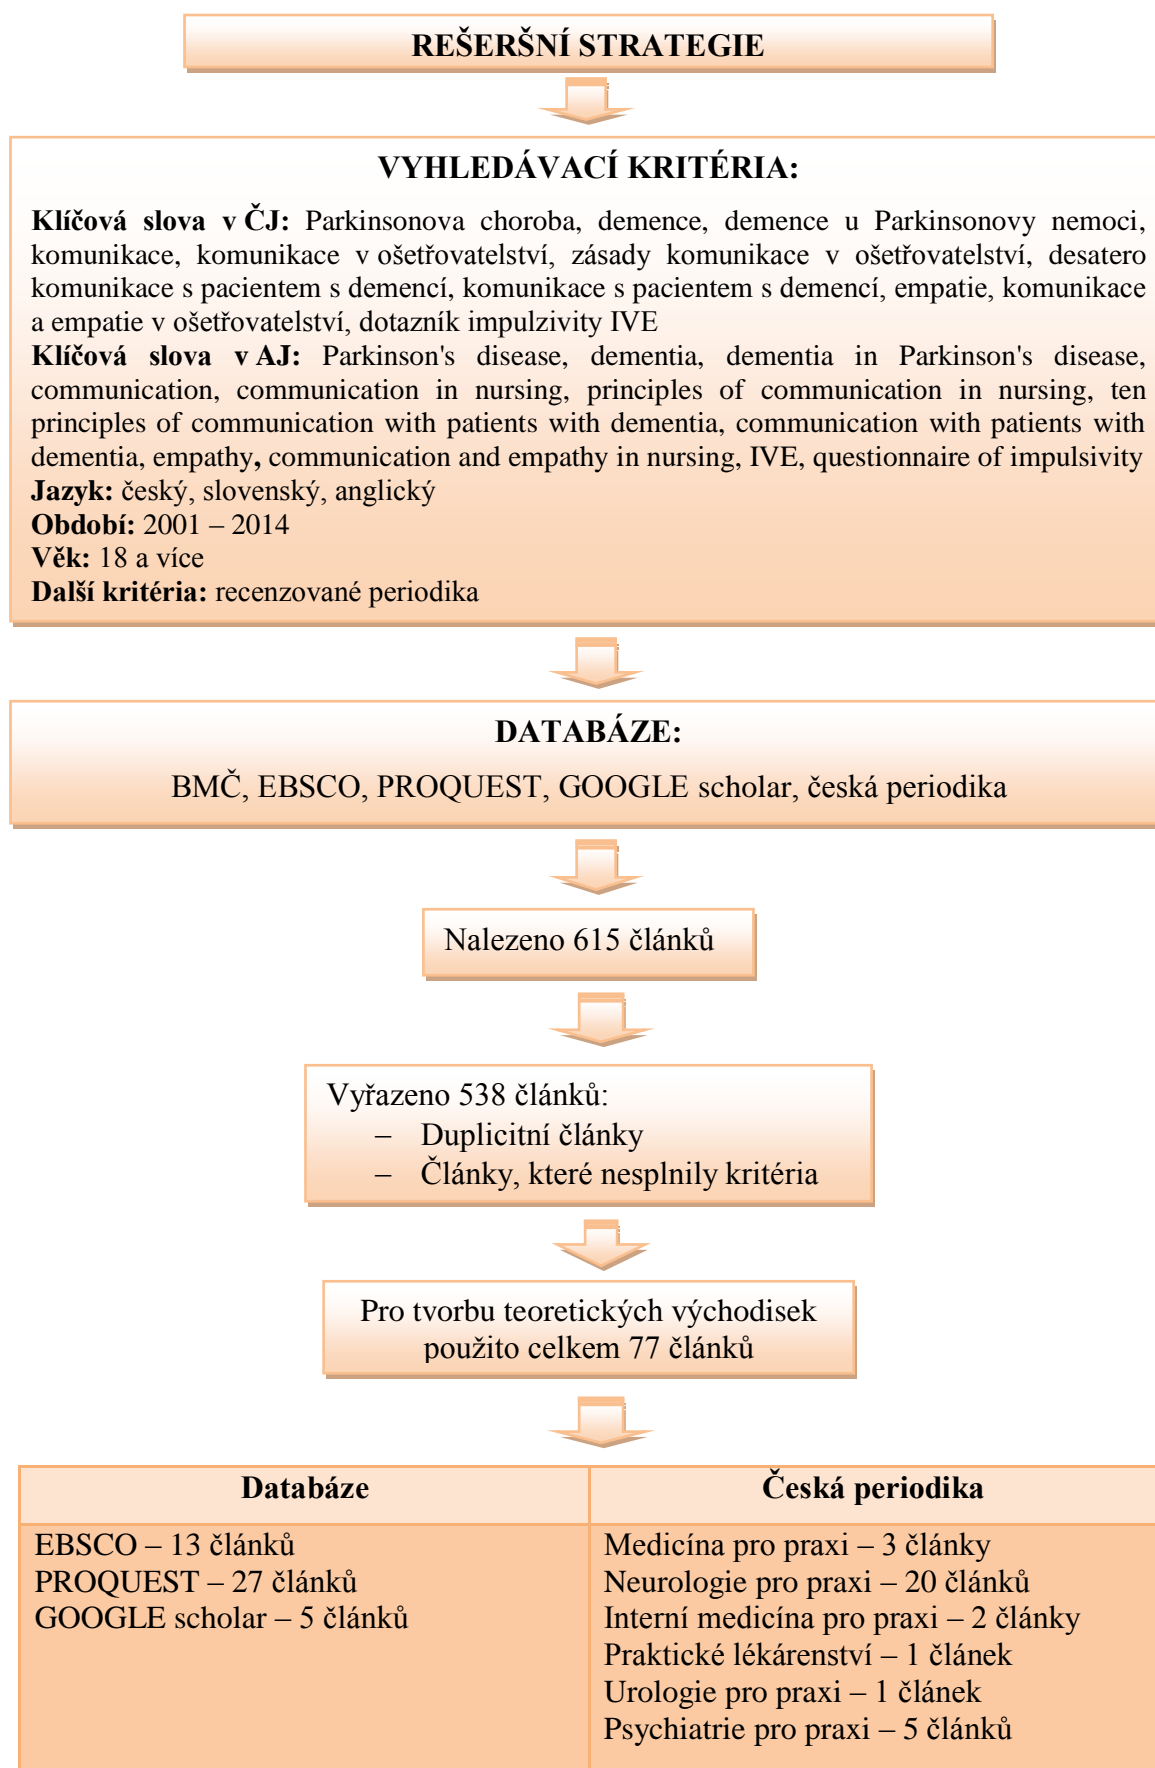 REŠERŠNÍ STRATEGIE
VYHLEDÁVACÍ KRITÉRIA:
Klíčová slova v ČJ: Parkinsonova choroba, demence, demence u Parkinsonovy nemoci,
komunikace, komunikace v ošetřovatelství, zásady komunikace v ošetřovatelství, desatero
komunikace s pacientem s demencí, komunikace s pacientem s demencí, empatie, komunikace
a empatie v ošetřovatelství, dotazník impulzivity IVE
Klíčová slova v AJ: Parkinson's disease, dementia, dementia in Parkinson's disease,
communication, communication in nursing, principles of communication in nursing, ten
principles of communication with patients with dementia, communication with patients with
dementia, empathy, communication and empathy in nursing, IVE, questionnaire of impulsivity
Jazyk: český, slovenský, anglický
Období: 2001 – 2014
Věk: 18 a více
Další kritéria: recenzované periodika
DATABÁZE:
BMČ, EBSCO, PROQUEST, GOOGLE scholar, česká periodika
Nalezeno 615 článků
Vyřazeno 538 článků:
– Duplicitní články
– Články, které nesplnily kritéria
Pro tvorbu teoretických východisek
použito celkem 77 článků
Databáze
EBSCO – 13 článků
PROQUEST – 27 článků
GOOGLE scholar – 5 článků
Česká periodika
Medicína pro praxi – 3 články
Neurologie pro praxi – 20 článků
Interní medicína pro praxi – 2 články
Praktické lékárenství – 1 článek
Urologie pro praxi – 1 článek
Psychiatrie pro praxi – 5 článků